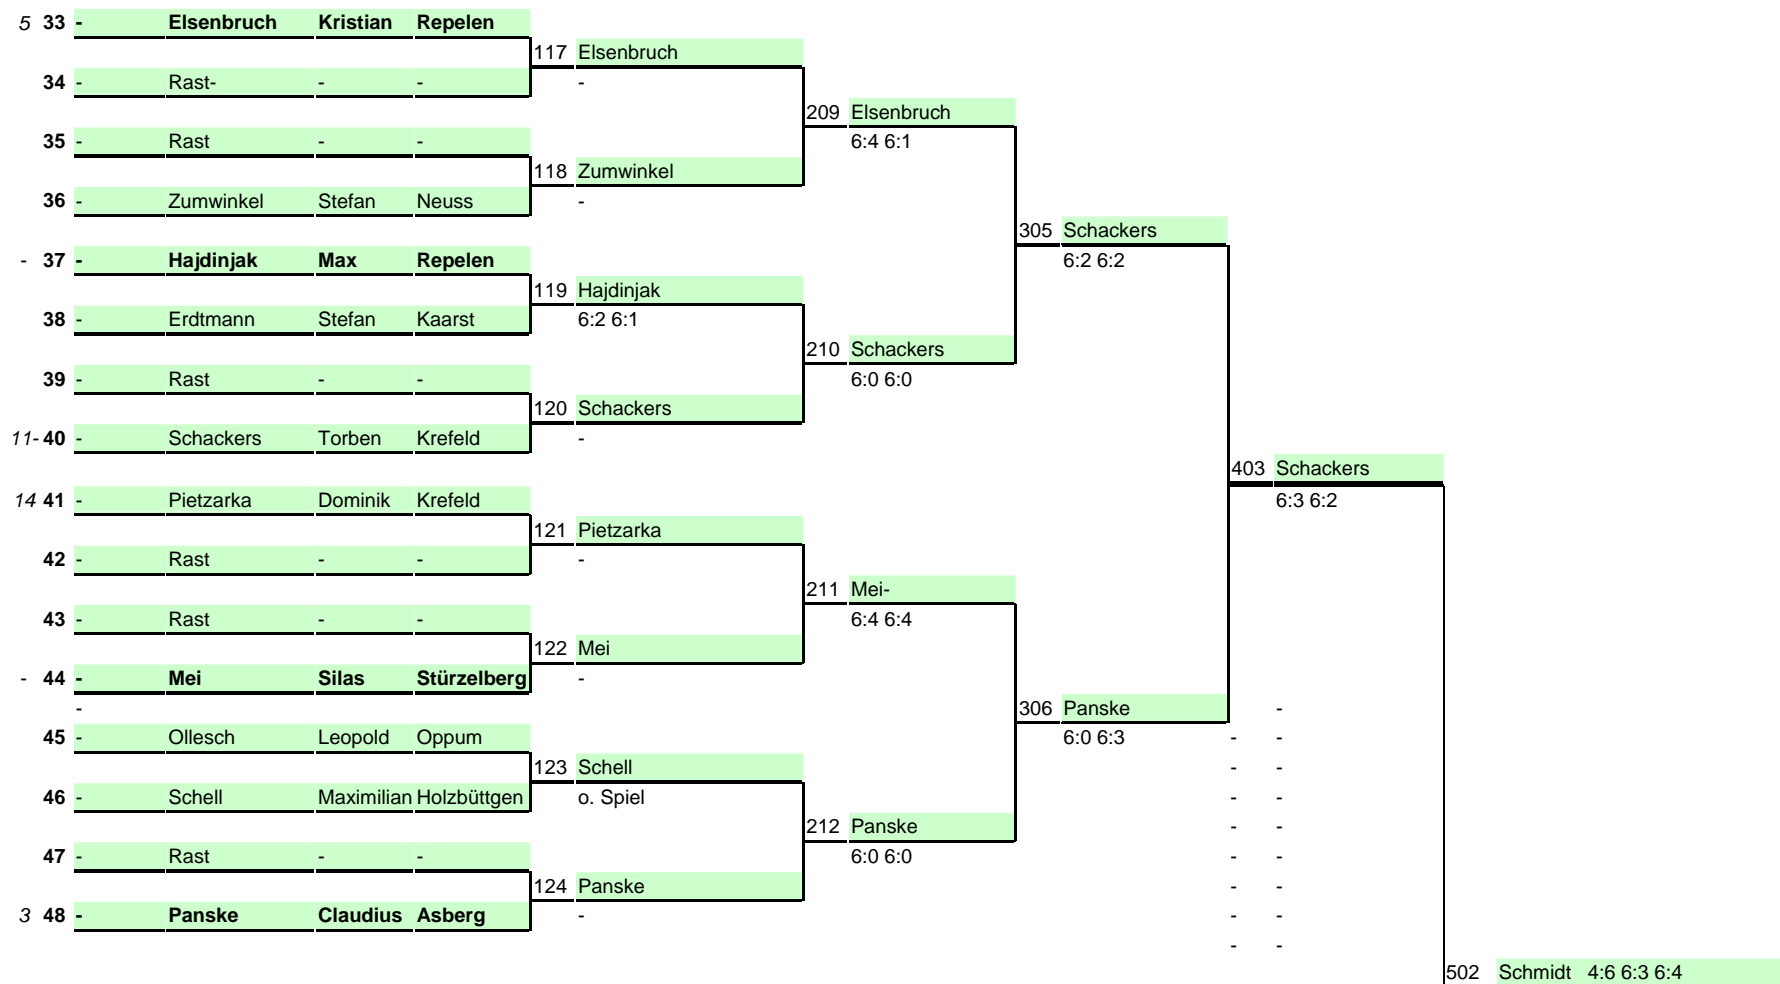 5 33 - Elsenbruch Kristian Repelen
117 Elsenbruch
34 - Rast- - - -
209 Elsenbruch
35 - Rast - - 6:4 6:1
118 Zumwinkel
36 - Zumwinkel Stefan Neuss -
305 Schackers
- 37 - Hajdinjak Max Repelen 6:2 6:2
119 Hajdinjak
38 - Erdtmann Stefan Kaarst 6:2 6:1
210 Schackers
39 - Rast - - 6:0 6:0
120 Schackers
11- 40 - Schackers Torben Krefeld -
403 Schackers
14 41 - Pietzarka Dominik Krefeld 6:3 6:2
121 Pietzarka
42 - Rast - - -
211 Mei-
43 - Rast - - 6:4 6:4
122 Mei
- 44 - Mei Silas Stürzelberg -
- 306 Panske -
45 - Ollesch Leopold Oppum 6:0 6:3 - -
123 Schell - -
46 - Schell Maximilian Holzbüttgen o. Spiel - -
212 Panske - -
47 - Rast - - 6:0 6:0 - -
124 Panske - -
3 48 - Panske Claudius Asberg - - -
- -
502 Schmidt 4:6 6:3 6:4